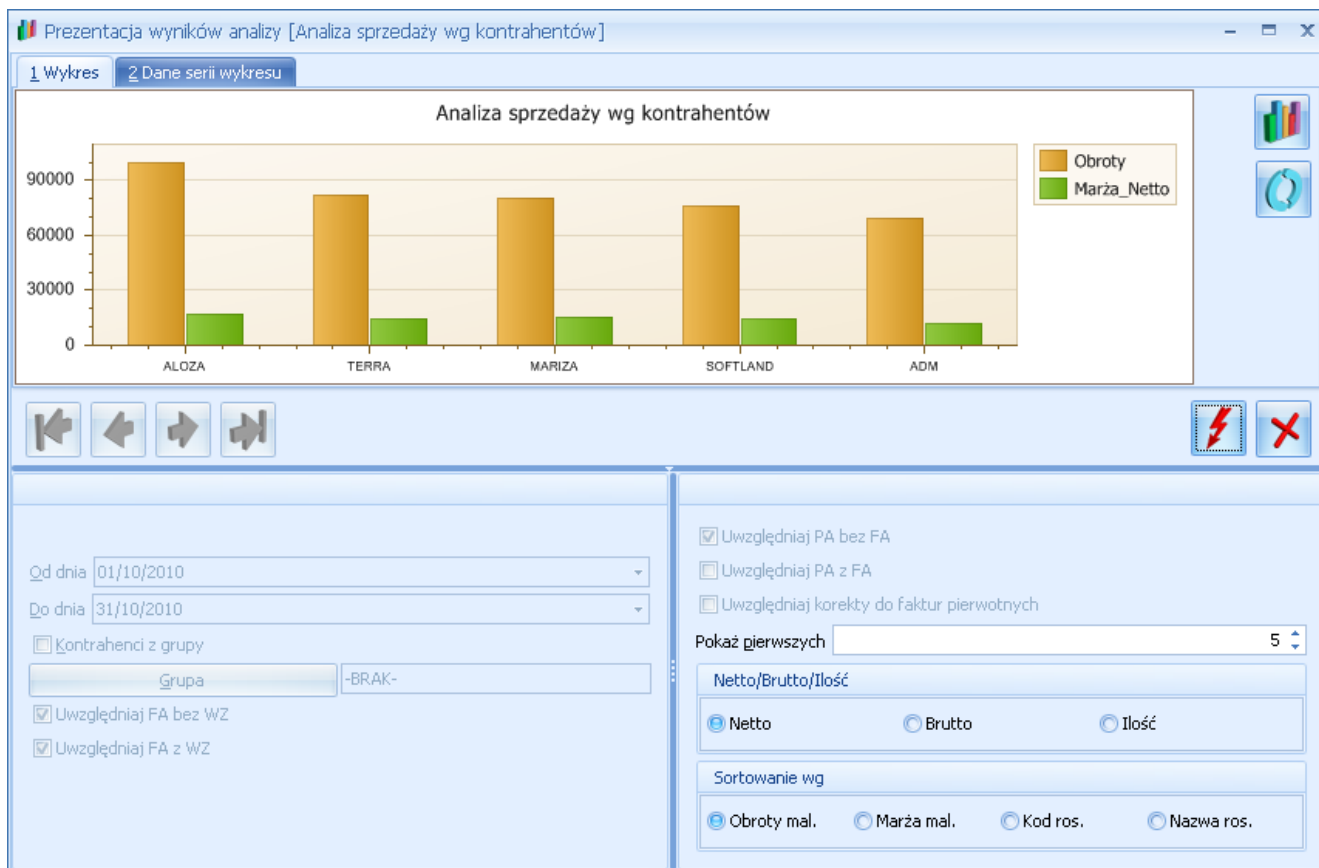 Prezentacja wyników analizy [Analiza sprzedaży wg kontrahentów]
1 Wykres
2 Dane serii wykresu
Analiza sprzedaży wg kontrahentów
90000
60000
30000
0
ALOZA
TERRA
MARIZA
SOFTLAND
ADM
Obroty
Marża_Netto
Od dnia 01/10/2010
Do dnia 31/10/2010
Kontrahenci z grupy
Grupa -BRAK-
Uwzględniaj FA bez WZ
Uwzględniaj FA z WZ
Uwzględniaj PA bez FA
Uwzględniaj PA z FA
Uwzględniaj korekty do faktur pierwotnych
Pokaż pierwszych 5
Netto/Brutto/Ilość
Netto Brutto Ilość
Sortowanie wg
Obroty mal. Marża mal. Kod ros. Nazwa ros.